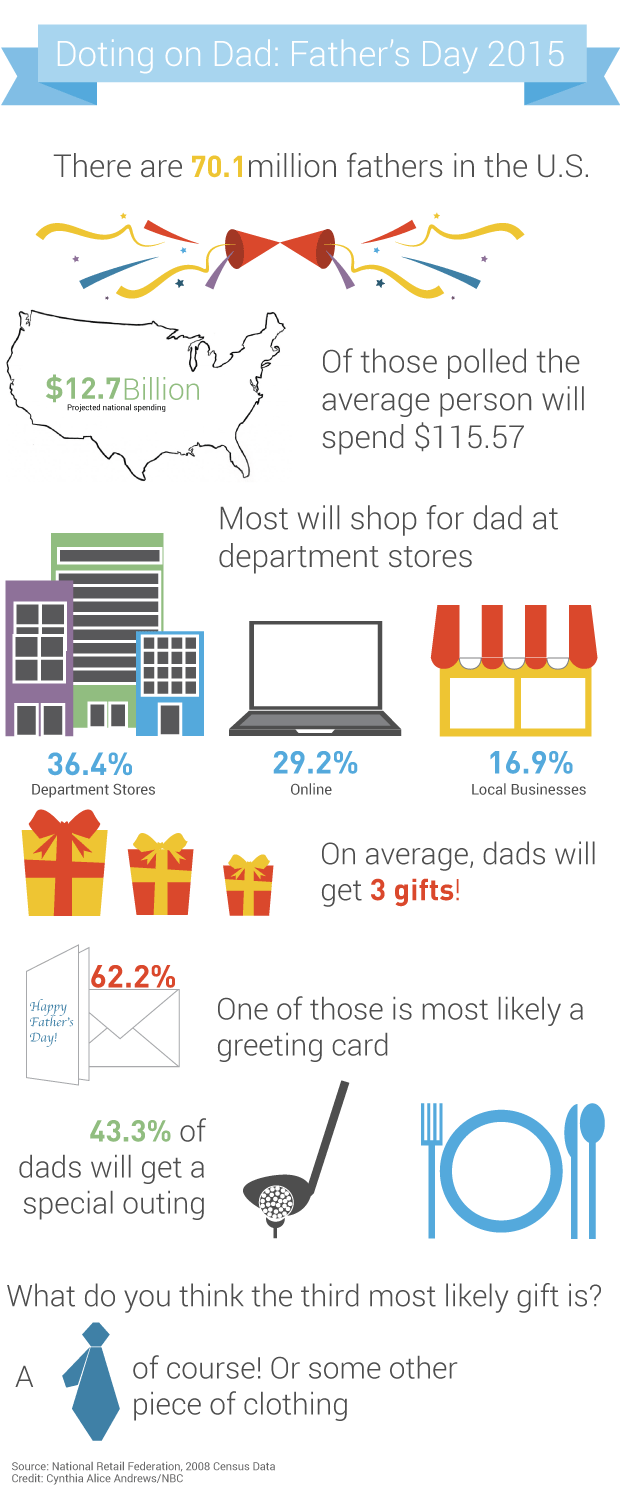 Doting on Dad: Father's Day 2015
There are 70.1million fathers in the U.S.
$12.7Billion
Projected national spending
Of those polled the
average person will
spend $115.57
Most will shop for dad at
department stores
36.4%
Department Stores
29.2%
Online
16.9%
Local Businesses
On average, dads will
get 3 gifts!
62.2%
Happy
Father's
Day!
One of those is most likely a
greeting card
43.3% of
dads will get a
special outing
What do you think the third most likely gift is?
A
of course! Or some other
piece of clothing
Source: National Retail Federation, 2008 Census Data
Credit: Cynthia Alice Andrews/NBC